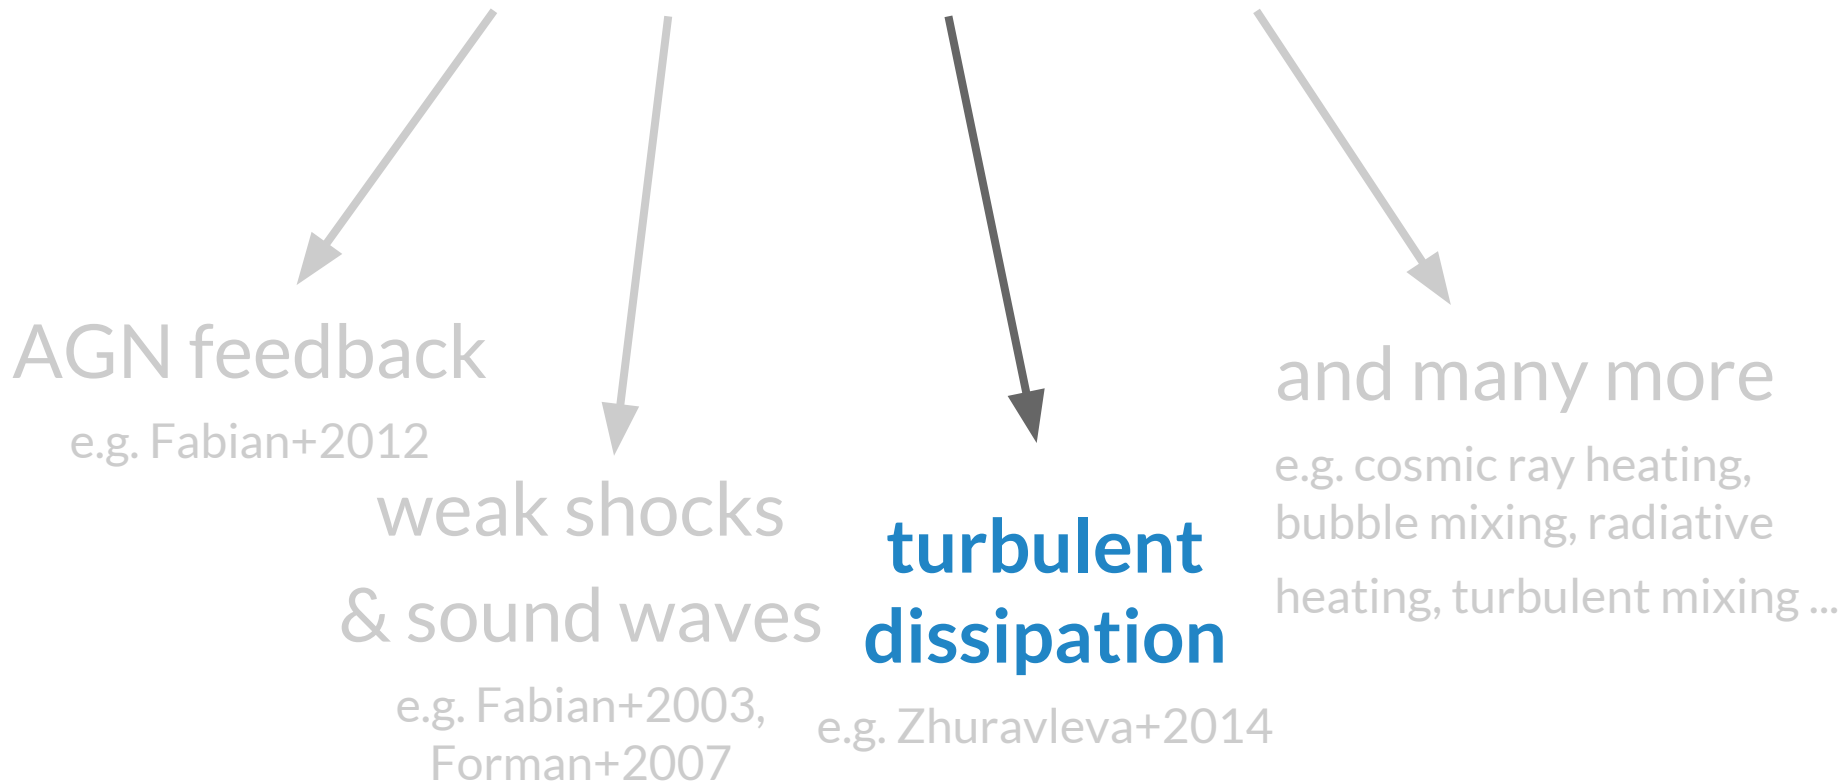 AGN feedback
e.g. Fabian+2012
weak shocks
& sound waves
e.g. Fabian+2003,
Forman+2007
turbulent
dissipation
e.g. Zhuravleva+2014
and many more
e.g. cosmic ray heating,
bubble mixing, radiative
heating, turbulent mixing ...